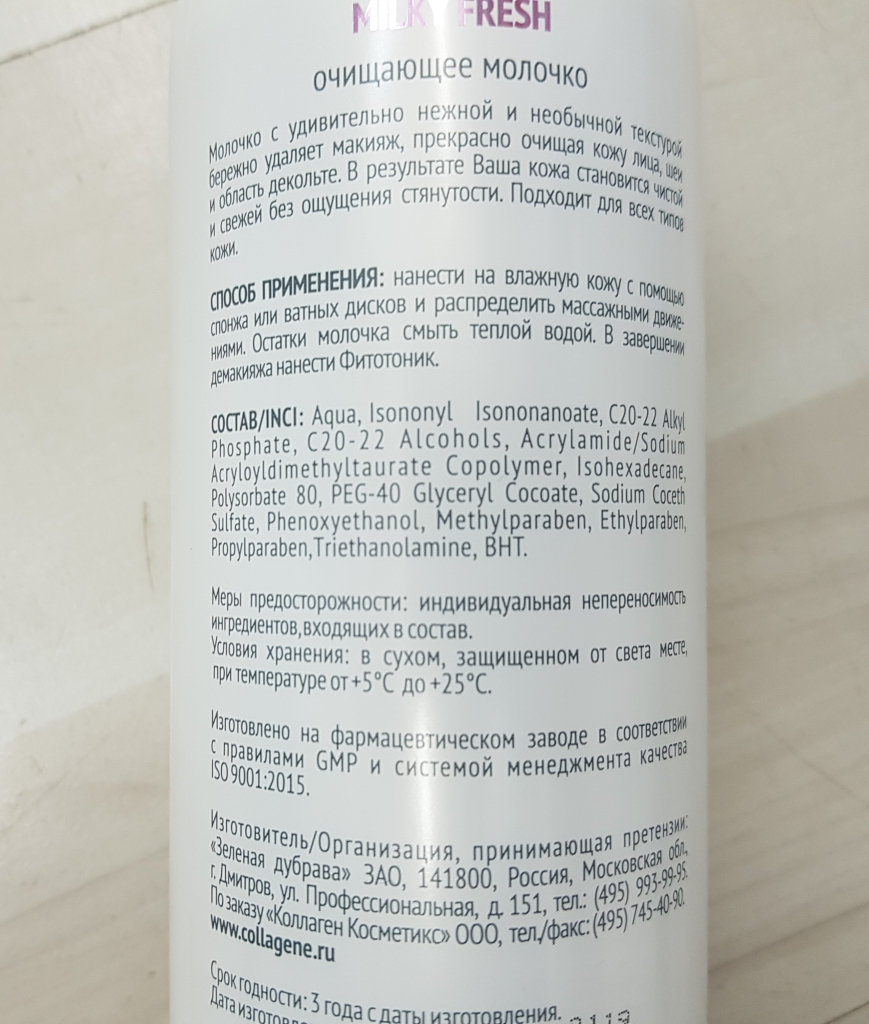 MILKY FRESH
очищающее молочко
Молочко с удивительно нежной и необычной текстурой
бережно удаляет макияж, прекрасно очищая кожу лица, шеи
и область декольте. В результате Ваша кожа становится чистой
и свежей без ощущения стянутости. Подходит для всех типов
кожи.
СПОСОБ ПРИМЕНЕНИЯ: нанести на влажную кожу с помощью
спонжа или ватных дисков и распределить массажными движе-
ниями. Остатки молочка смыть теплой водой. В завершении
демакияжа нанести Фитотоник.
СОСТАВ/INCI: Aqua, Isononyl Isononanoate, C20-22 Alkyl
Phosphate, C20-22 Alcohols, Acrylamide/Sodium
Acryloyldimethyltaurate Copolymer, Isohexadecane,
Polysorbate 80, PEG-40 Glyceryl Cocoate, Sodium Coceth
Sulfate, Phenoxyethanol, Methylparaben, Ethylparaben,
Propylparaben,Triethanolamine, BHT.
Меры предосторожности: индивидуальная непереносимость
ингредиентов,входящих в состав.
Условия хранения: в сухом, защищенном от света месте,
при температуре от +5°C до +25°C.
Изготовлено на фармацевтическом заводе в соответствии
с правилами GMP и системой менеджмента качества
ISO 9001:2015.
Изготовитель/Организация, принимающая претензии:
«Зеленая дубрава» ЗАО, 141800, Россия, Московская обл.,
г. Дмитров, ул. Профессиональная, д. 151, тел.: (495) 993-99-95.
По заказу «Коллаген Косметикс» ООО, тел./факс: (495) 745-40-90.
www.collagene.ru
Срок годности: 3 года с даты изготовления.
Дата